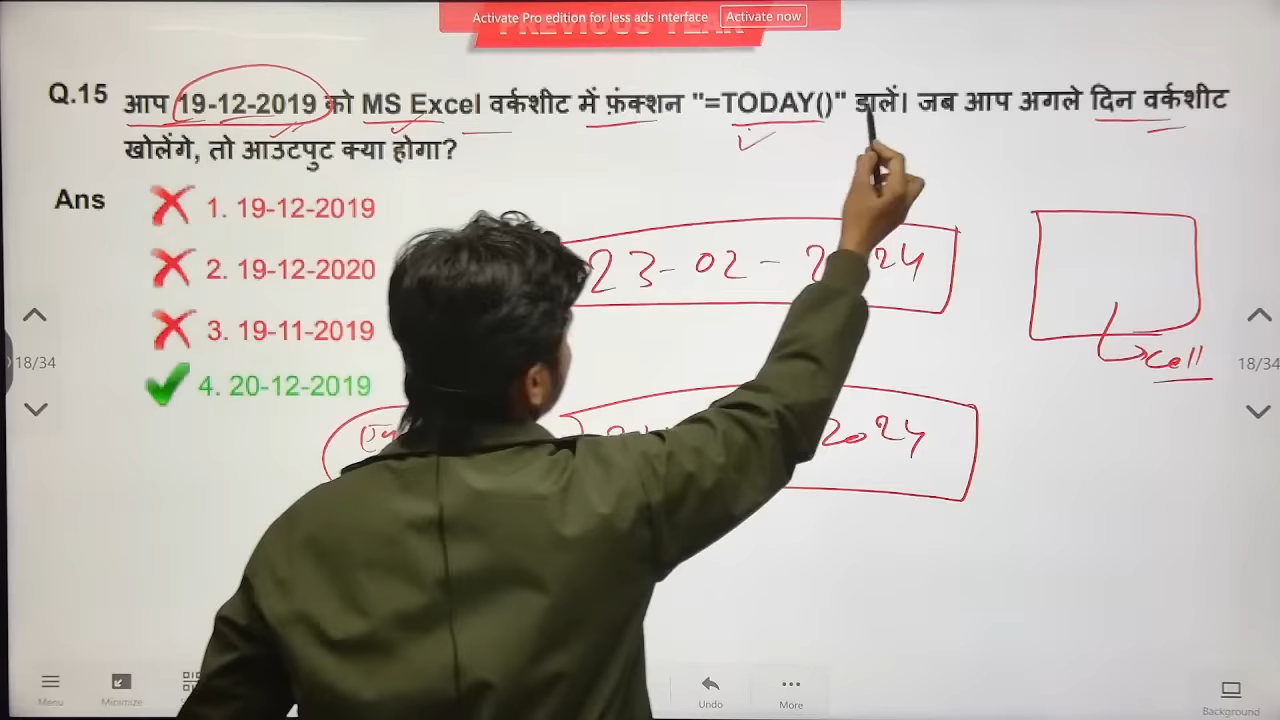 Activate Pro edition for less ads interface Activate now
PREVIOUS YEAR
Q.15 आप 19-12-2019 को MS Excel वर्कशीट में फ़ंक्शन "=TODAY()" डालें। जब आप अगले दिन वर्कशीट
खोलेंगे, तो आउटपुट क्या होगा?
Ans
1. 19-12-2019
2. 19-12-2020
3. 19-11-2019
4. 20-12-2019
23-02-2 24
cell
2024
18/34
18/34
Menu
Minimize
Undo
More
Background